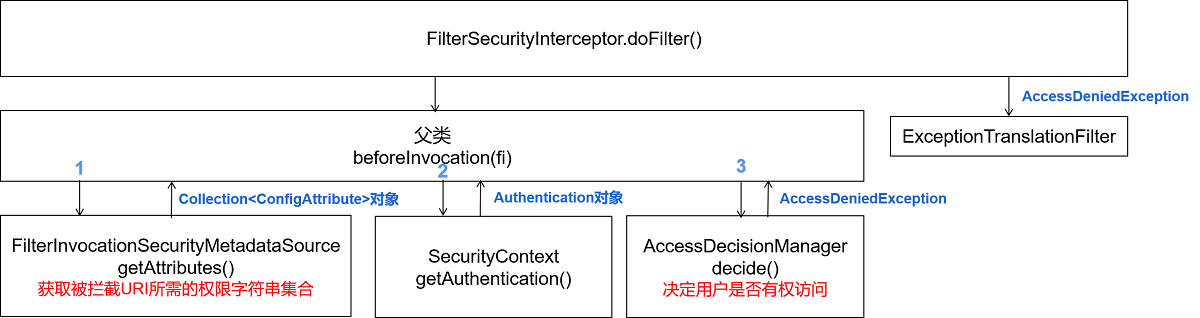 FilterSecurityInterceptor.doFilter()
AccessDeniedException
ExceptionTranslationFilter
父类
beforeInvocation(fi)
1
2
3
Collection<ConfigAttribute>对象
Authentication对象
AccessDeniedException
FilterInvocationSecurityMetadataSource
getAttributes()
获取被拦截URI所需的权限字符串集合
SecurityContext
getAuthentication()
AccessDecisionManager
decide()
决定用户是否有权访问